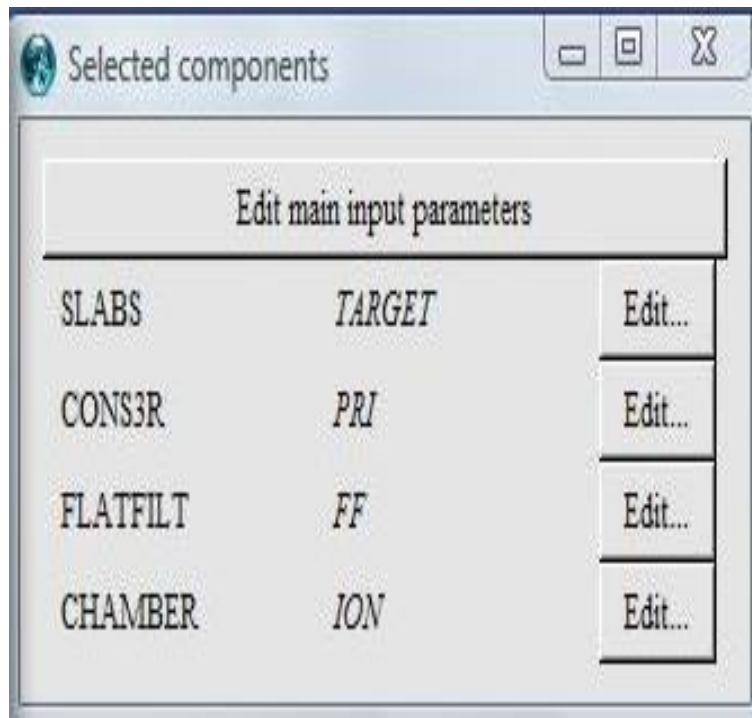 Selected components
Edit main input parameters
SLABS TARGET Edit...
CONS3R PRI Edit...
FLATFILT FF Edit...
CHAMBER ION Edit...